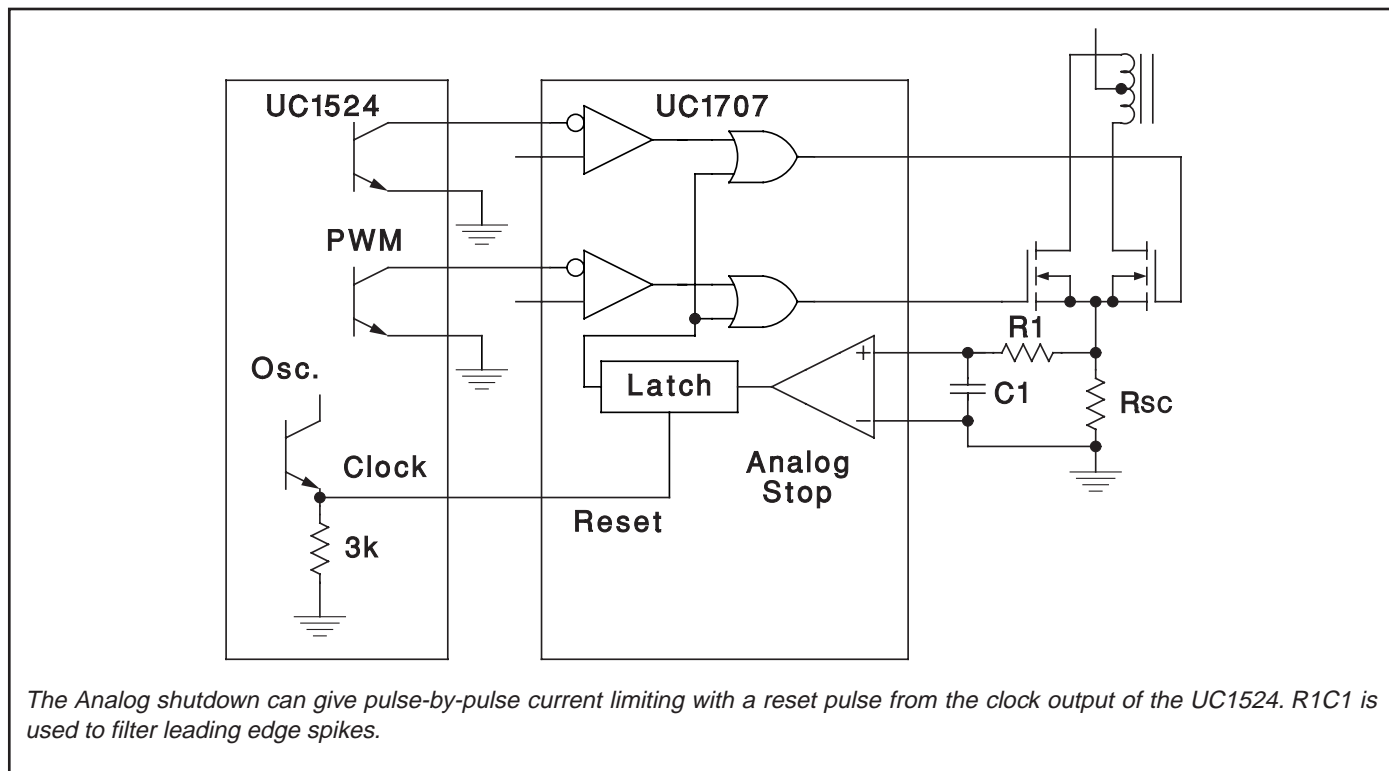 UC1524
UC1707
PWM
R1
Osc.
Latch
+
C1
Rsc
−
Clock
Analog
Stop
Reset
3k
The Analog shutdown can give pulse-by-pulse current limiting with a reset pulse from the clock output of the UC1524. R1C1 is
used to filter leading edge spikes.